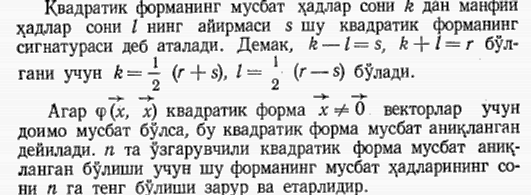 Квадратик форманинг мусбат ҳадлар сони k дан манфий
ҳадлар сони l нинг айирмаси s шу квадратик форманинг
сигнатураси деб аталади. Демак, k — l = s, k + l = r бўл-
гани учун k = 1/2 (r + s), l = 1/2 (r — s) бўлади.
Агар φ(x⃗, x⃗) квадратик форма x⃗ ≠ 0⃗ векторлар учун
доимо мусбат бўлса, бу квадратик форма мусбат аниқланган
дейилади. n та ўзгарувчили квадратик форма мусбат аниқ-
ланган бўлиши учун шу форманинг мусбат ҳадларининг со-
ни n га тенг бўлиши зарур ва етарлидир.